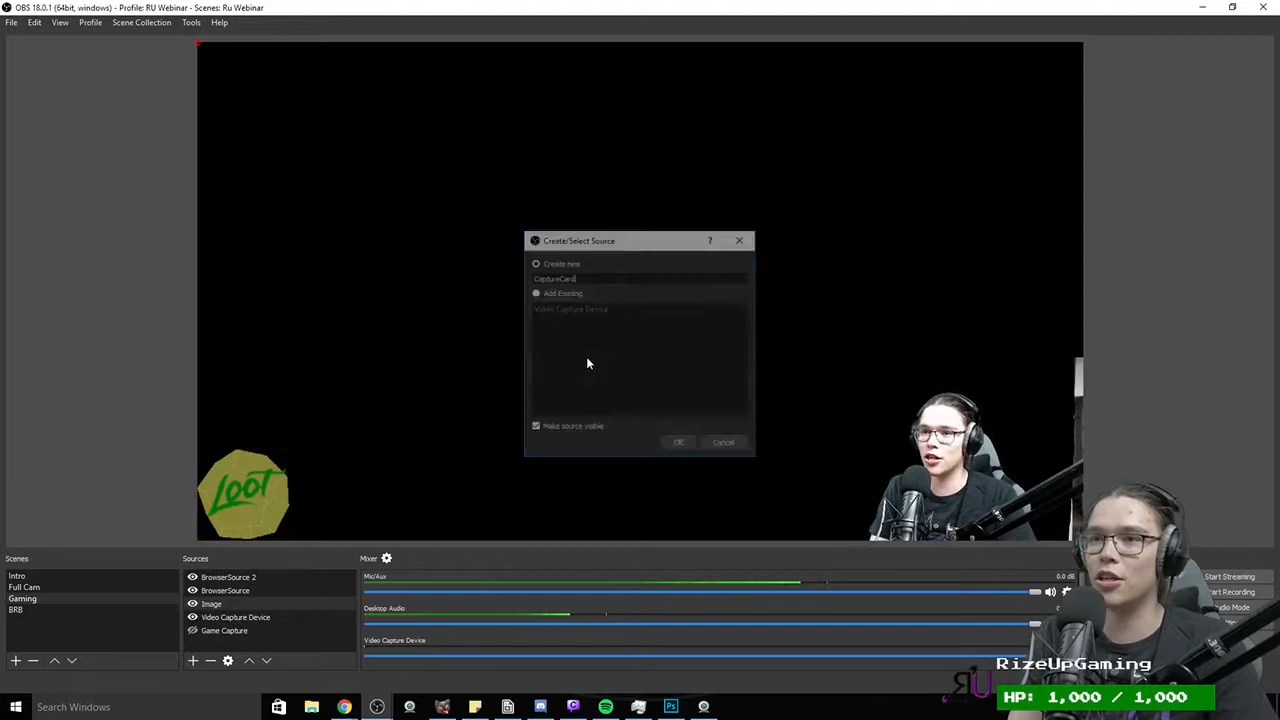 OBS 18.0.1 (64bit, windows) - Profile: RU Webinar - Scenes: RU Webinar
File Edit View Profile Scene Collection Tools Help
Create/Select Source
?
Create new
CaptureCard
Add Existing
Video Capture Device
Make source visible
OK Cancel
Loot
Scenes
Intro
Full Cam
Gaming
BRB
Sources
BrowserSource 2
BrowserSource
Image
Video Capture Device
Game Capture
Mixer
Mic/Aux 0.0 dB
Desktop Audio
Video Capture Device
Start Streaming
Start Recording
Studio Mode
RizeUpGaming
RU
HP: 1,000 / 1,000
Search Windows
Ps